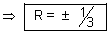 ⇒ R = ± 1/3